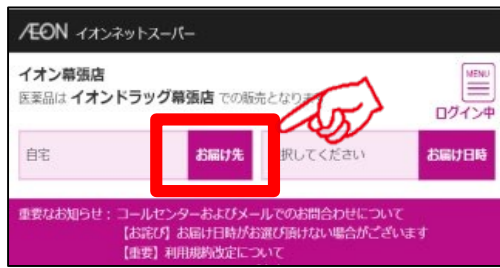 ÆON イオンネットスーパー
イオン幕張店
医薬品は イオンドラッグ幕張店 での販売となりま
MENU
ログイン中
自宅 お届け先 択してください お届け日時
重要なお知らせ： コールセンターおよびメールでのお問合わせについて
【お詫び】お届け日時がお選び頂けない場合がございます
【重要】利用規約改定について